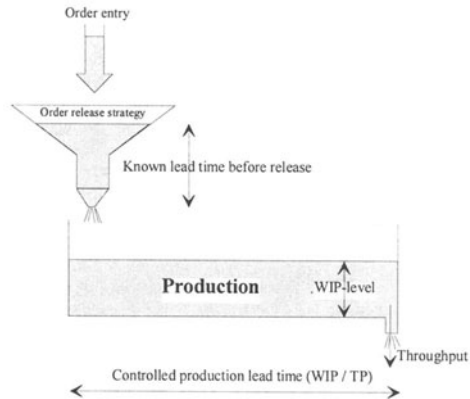 Order entry
Order release strategy
Known lead time before release
Production
WIP-level
Throughput
Controlled production lead time (WIP / TP)